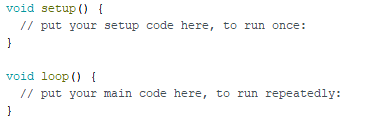 void setup() {
  // put your setup code here, to run once:
}

void loop() {
  // put your main code here, to run repeatedly:
}